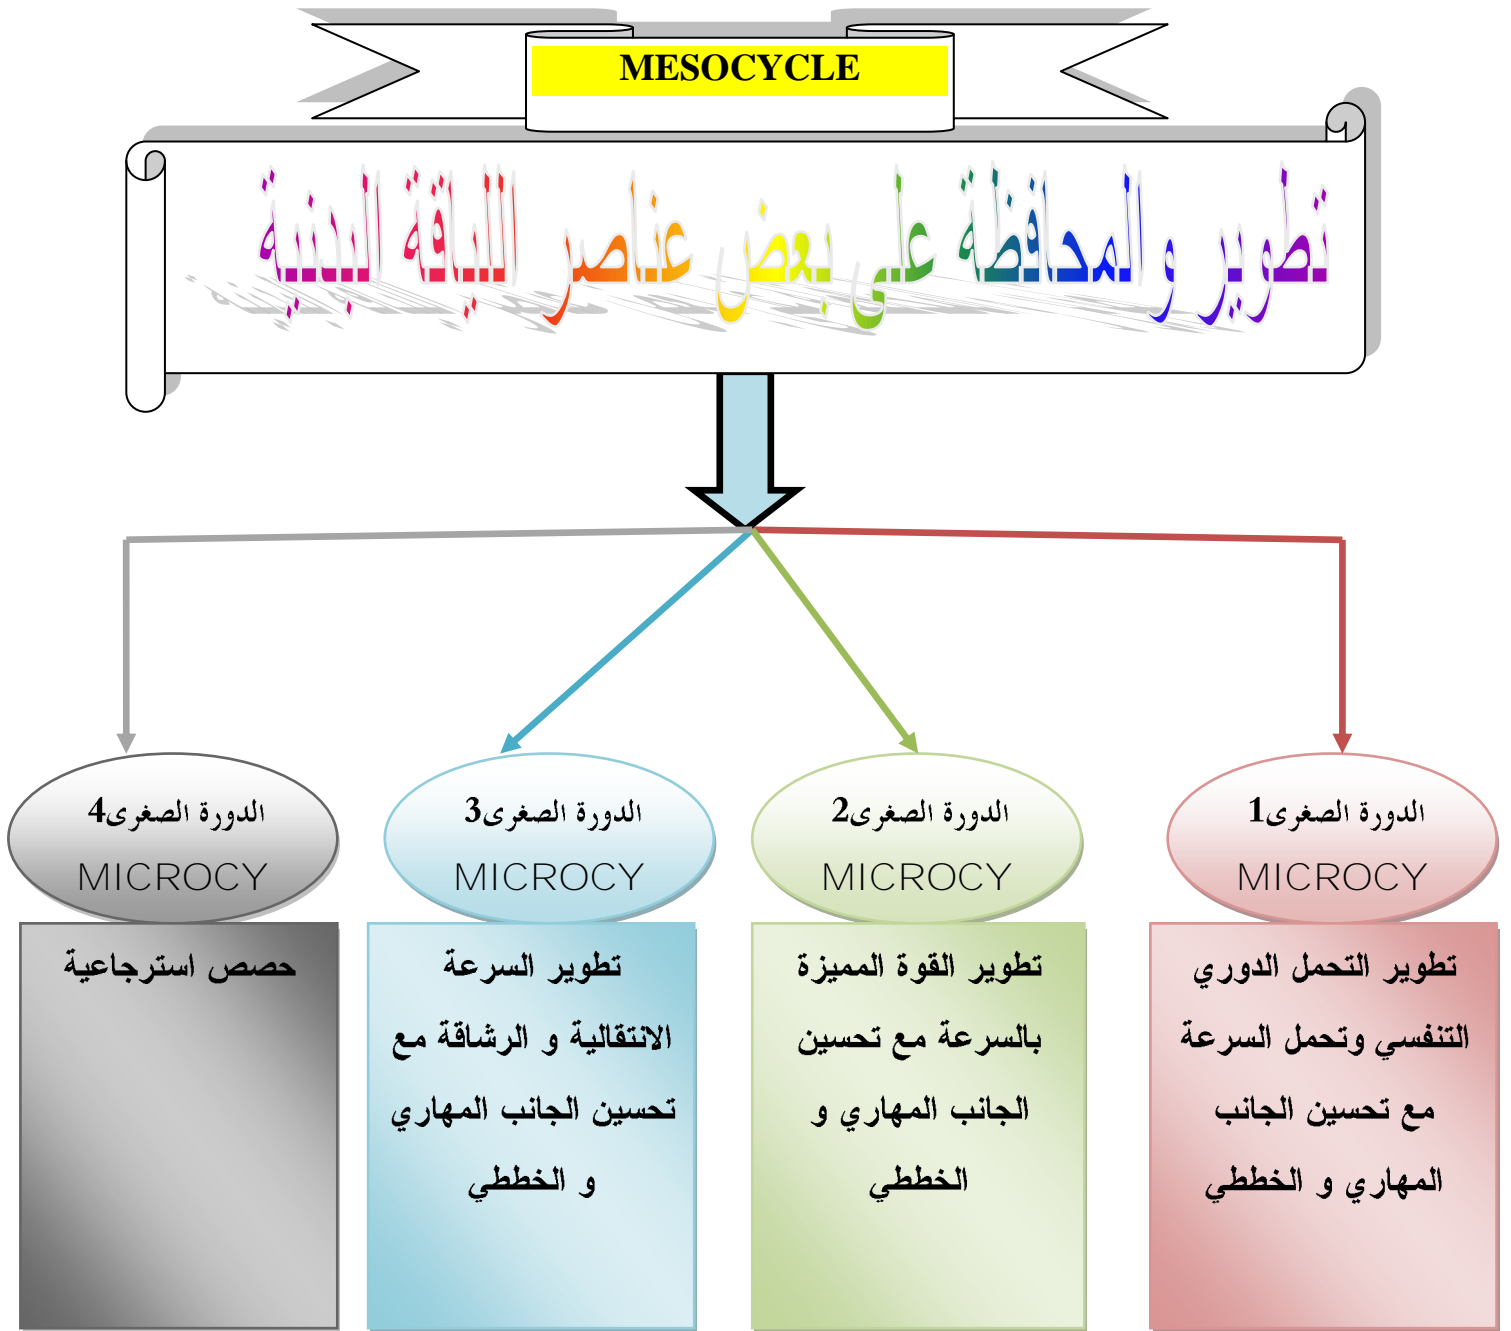 MESOCYCLE
تطوير و المحافظة على بعض عناصر اللياقة البدنية
الدورة الصغرى1
MICROCY
تطوير التحمل الدوري
التنفسي وتحمل السرعة
مع تحسين الجانب
المهاري و الخططي
الدورة الصغرى2
MICROCY
تطوير القوة المميزة
بالسرعة مع تحسين
الجانب المهاري و
الخططي
الدورة الصغرى3
MICROCY
تطوير السرعة
الانتقالية و الرشاقة مع
تحسين الجانب المهاري
و الخططي
الدورة الصغرى4
MICROCY
حصص استرجاعية